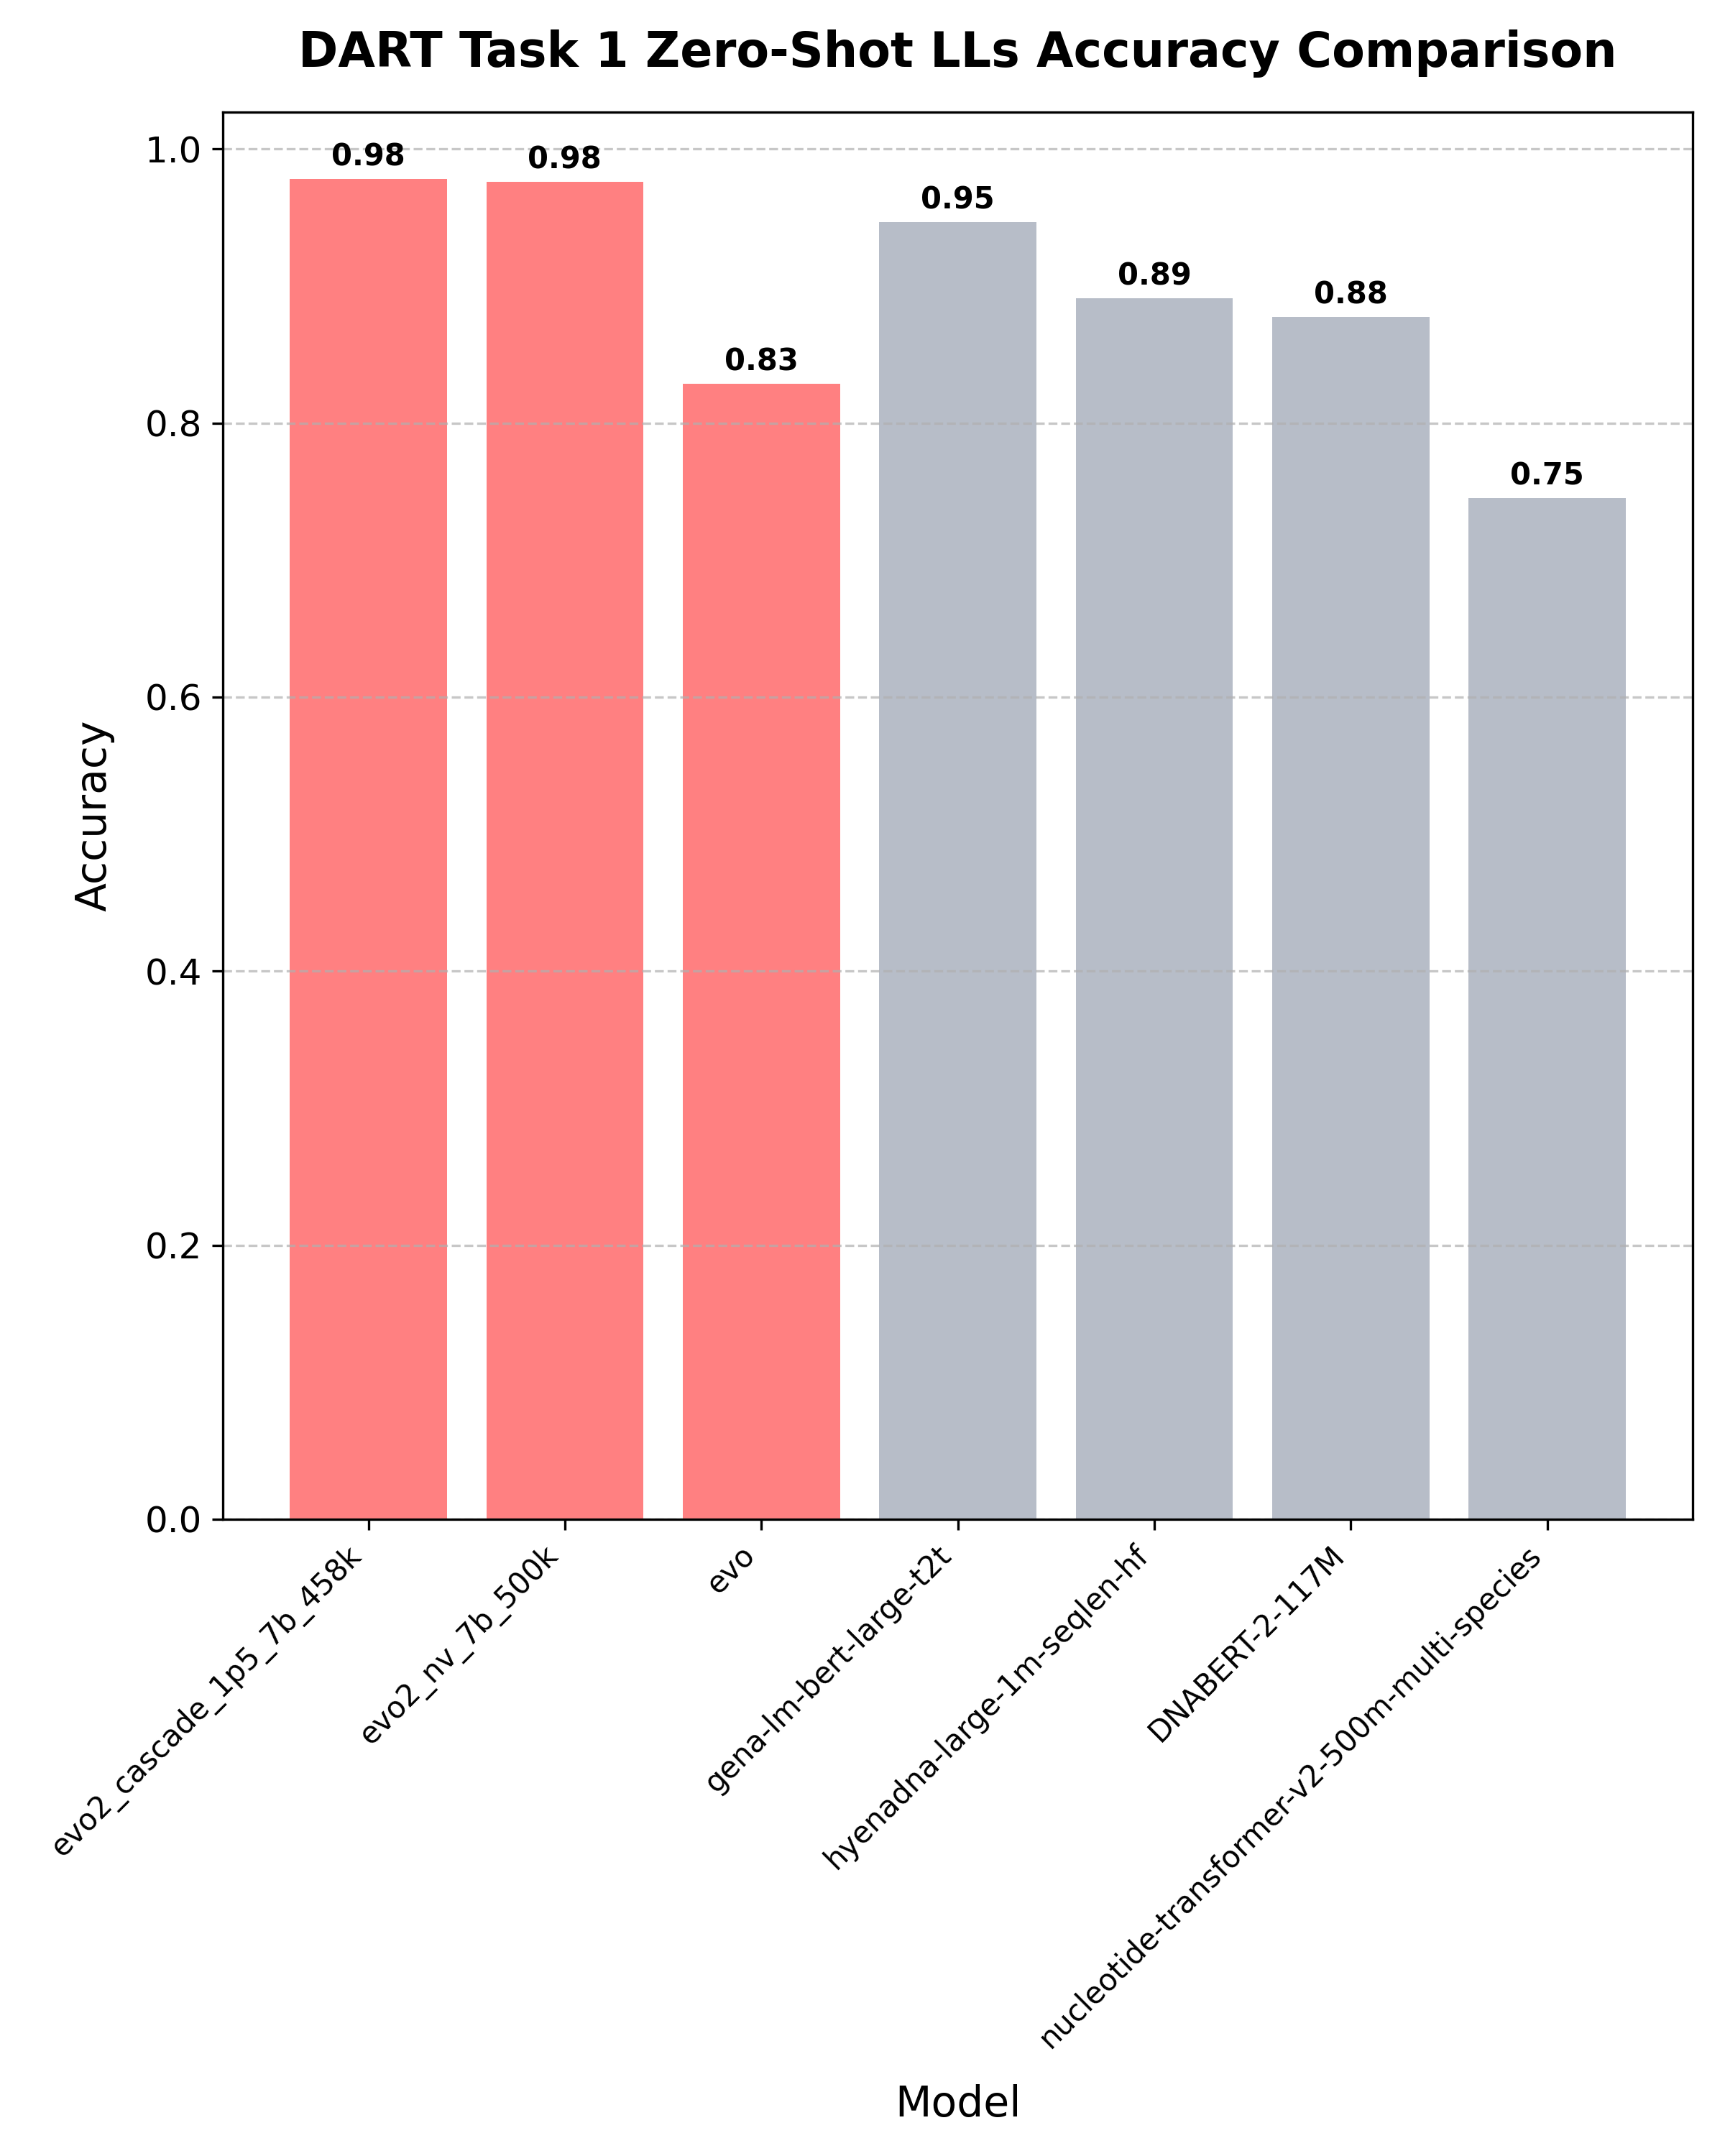 DART Task 1 Zero-Shot LLs Accuracy Comparison
Accuracy
1.0
0.8
0.6
0.4
0.2
0.0
0.98
0.98
0.83
0.95
0.89
0.88
0.75
evo2_cascade_1p5_7b_458k
evo2_nv_7b_500k
evo
gena-lm-bert-large-t2t
hyenadna-large-1m-seqlen-hf
DNABERT-2-117M
nucleotide-transformer-v2-500m-multi-species
Model